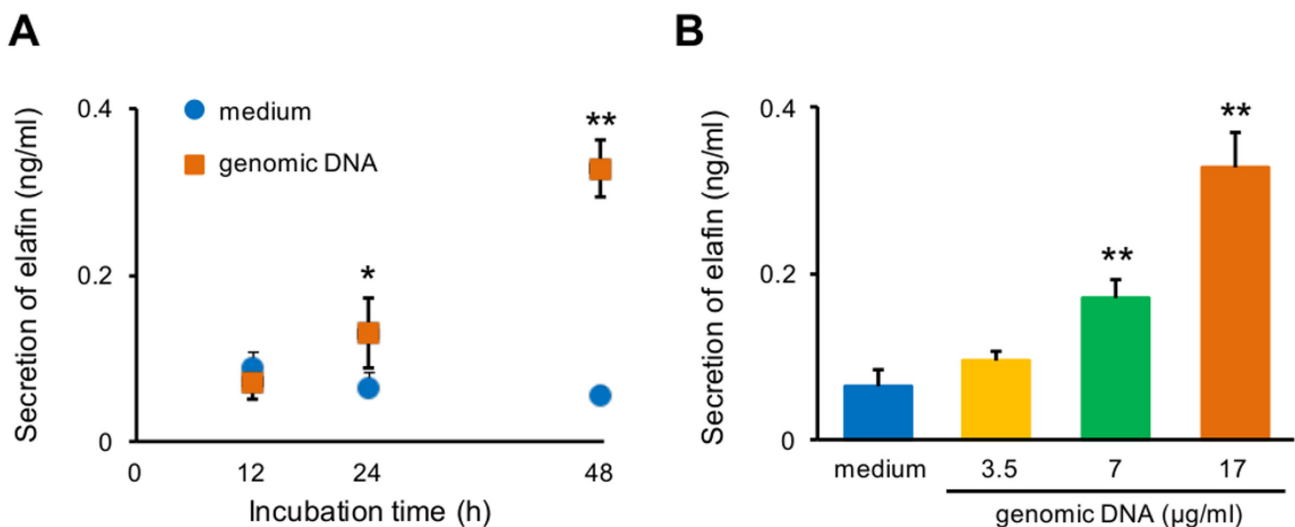 A
B
Secretion of elafin (ng/ml)
0.4
0.2
0
medium
genomic DNA
*
**
0
12
24
48
Incubation time (h)
Secretion of elafin (ng/ml)
0.4
0.2
0
**
**
medium
3.5
7
17
genomic DNA (μg/ml)